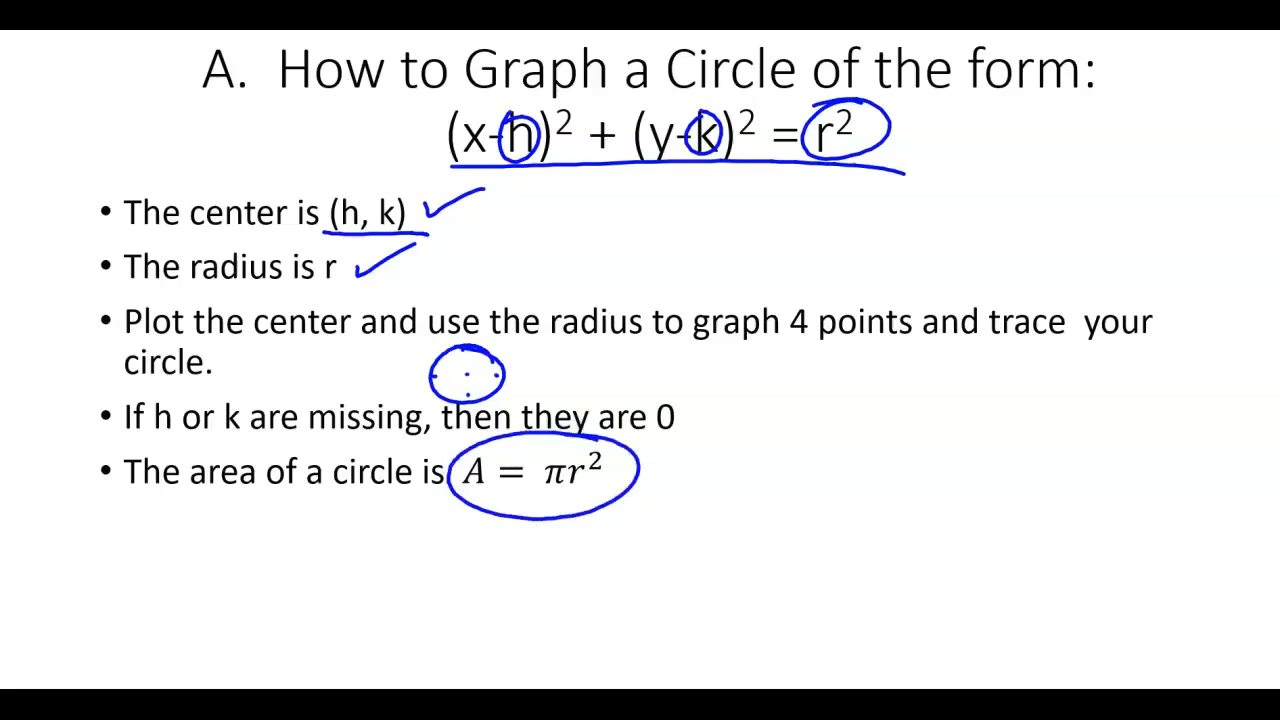 A. How to Graph a Circle of the form:
(x-h)² + (y-k)² = r²
• The center is (h, k)
• The radius is r
• Plot the center and use the radius to graph 4 points and trace your
circle.
• If h or k are missing, then they are 0
• The area of a circle is A = πr²